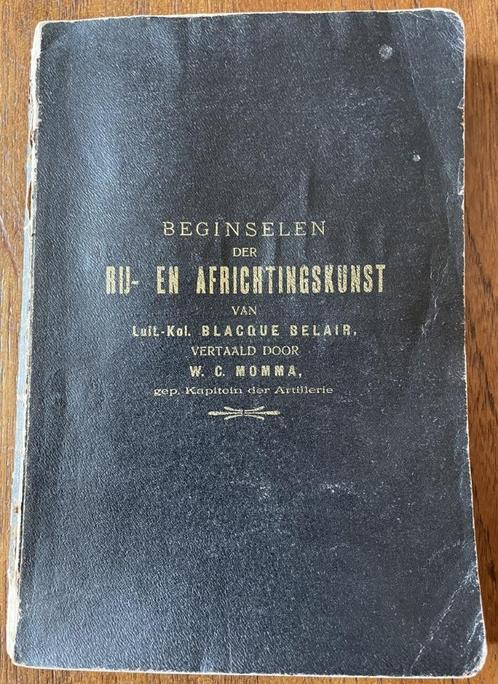 BEGINSELEN
DER
RIJ- EN AFRICHTINGSKUNST
VAN
Luit.-Kol. BLACQUE BELAIR,
VERTAALD DOOR
W. C. MOMMA,
gep. Kapitein der Artillerie